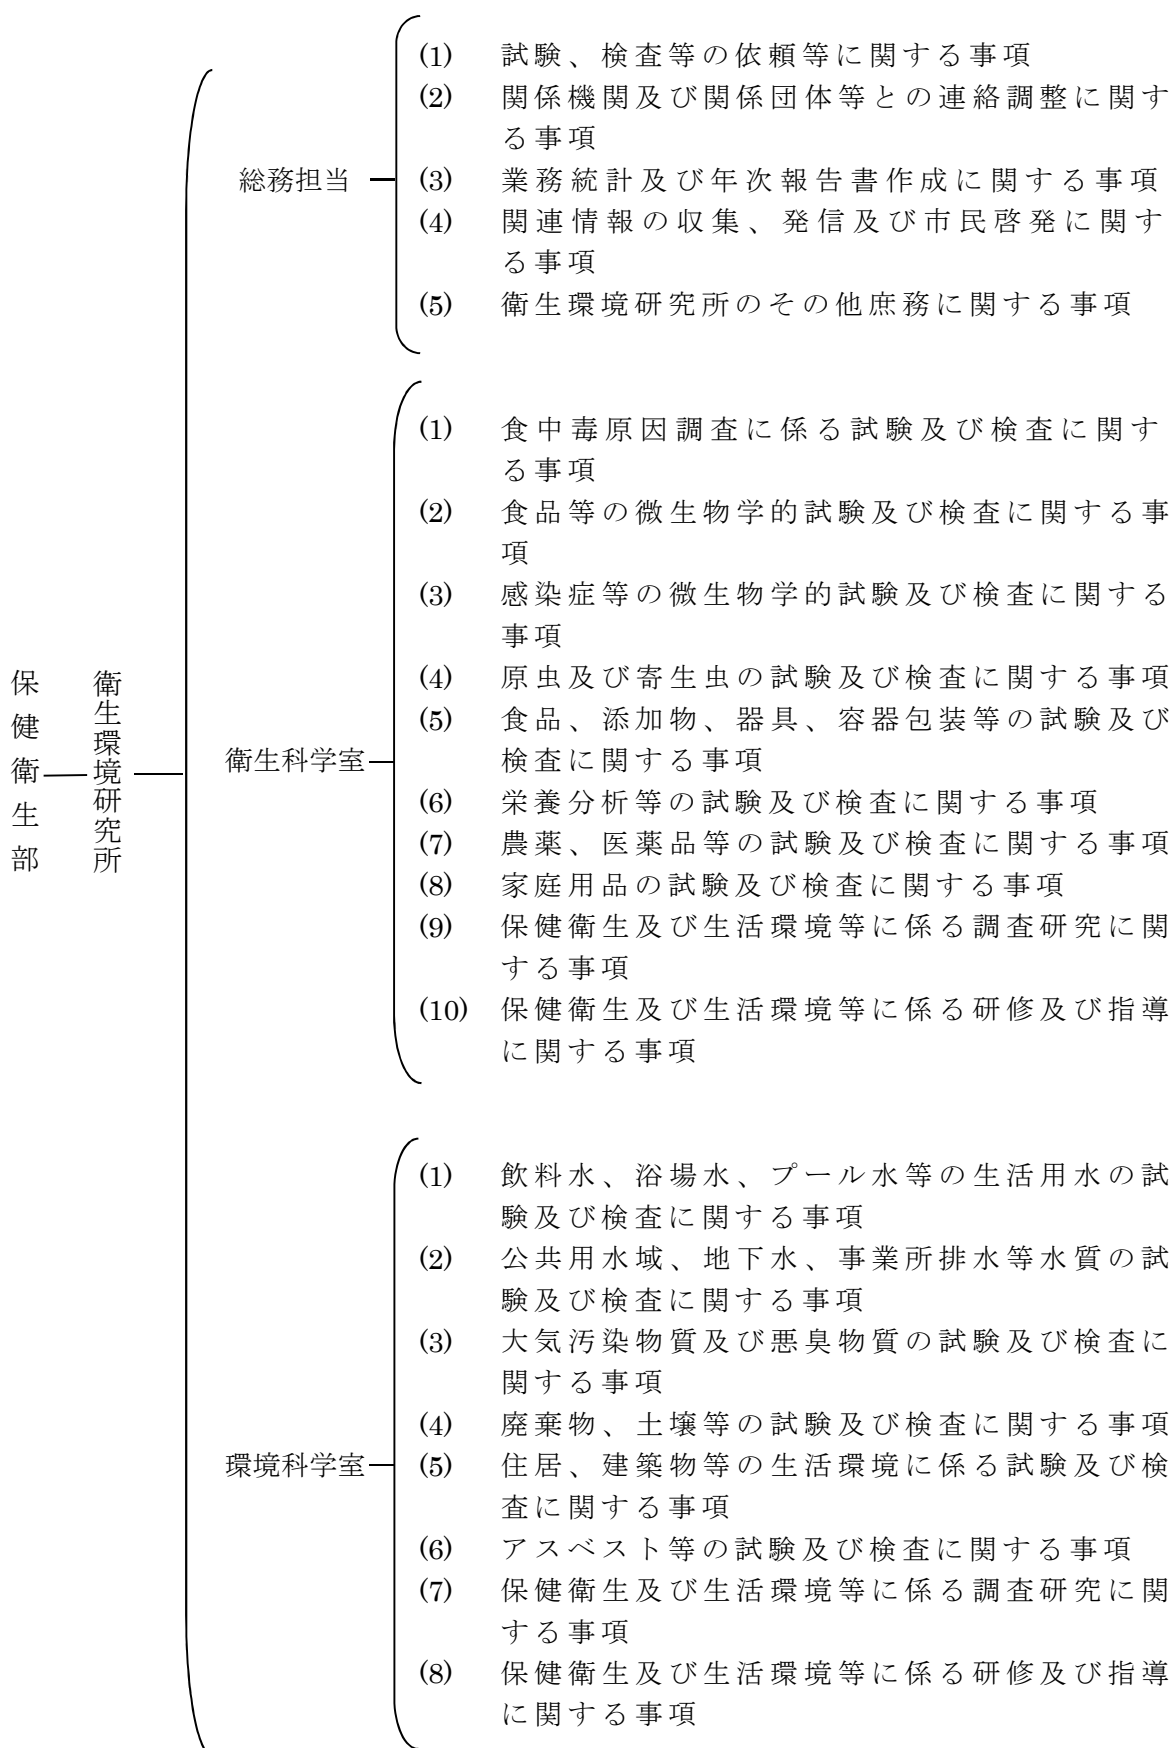 保健衛生部
衛生環境研究所
総務担当
(1) 試験、検査等の依頼等に関する事項
(2) 関係機関及び関係団体等との連絡調整に関す
る事項
(3) 業務統計及び年次報告書作成に関する事項
(4) 関連情報の収集、発信及び市民啓発に関す
る事項
(5) 衛生環境研究所のその他庶務に関する事項
衛生科学室
(1) 食中毒原因調査に係る試験及び検査に関す
る事項
(2) 食品等の微生物学的試験及び検査に関する事
項
(3) 感染症等の微生物学的試験及び検査に関する
事項
(4) 原虫及び寄生虫の試験及び検査に関する事項
(5) 食品、添加物、器具、容器包装等の試験及び
検査に関する事項
(6) 栄養分析等の試験及び検査に関する事項
(7) 農薬、医薬品等の試験及び検査に関する事項
(8) 家庭用品の試験及び検査に関する事項
(9) 保健衛生及び生活環境等に係る調査研究に関
する事項
(10) 保健衛生及び生活環境等に係る研修及び指導
に関する事項
環境科学室
(1) 飲料水、浴場水、プール水等の生活用水の試
験及び検査に関する事項
(2) 公共用水域、地下水、事業所排水等水質の試
験及び検査に関する事項
(3) 大気汚染物質及び悪臭物質の試験及び検査に
関する事項
(4) 廃棄物、土壌等の試験及び検査に関する事項
(5) 住居、建築物等の生活環境に係る試験及び検
査に関する事項
(6) アスベスト等の試験及び検査に関する事項
(7) 保健衛生及び生活環境等に係る調査研究に関
する事項
(8) 保健衛生及び生活環境等に係る研修及び指導
に関する事項